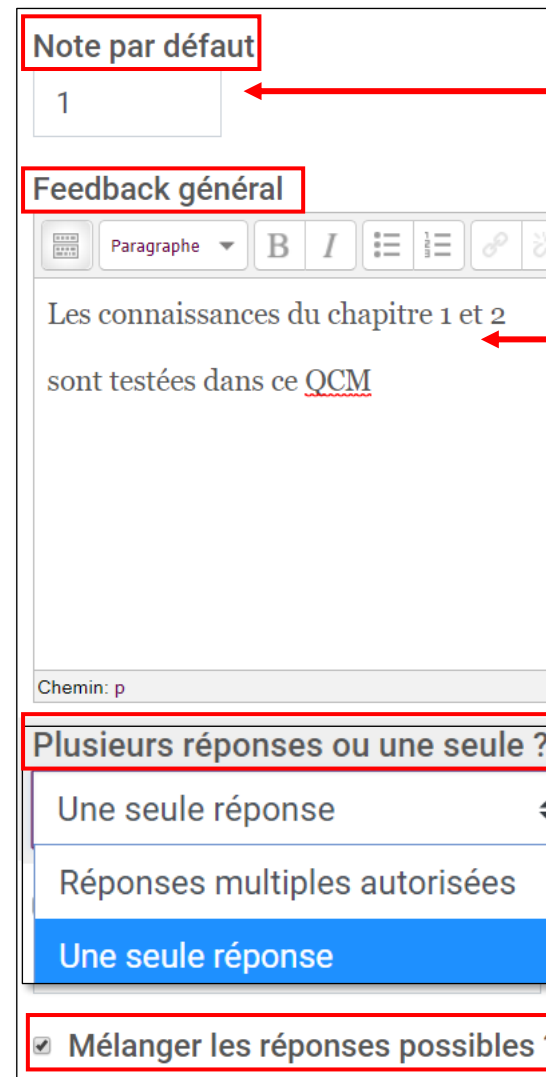 Note par défaut
1
Feedback général
Paragraphe B I
Les connaissances du chapitre 1 et 2
sont testées dans ce QCM
Chemin: p
Plusieurs réponses ou une seule ?
Une seule réponse
Réponses multiples autorisées
Une seule réponse
Mélanger les réponses possibles ?